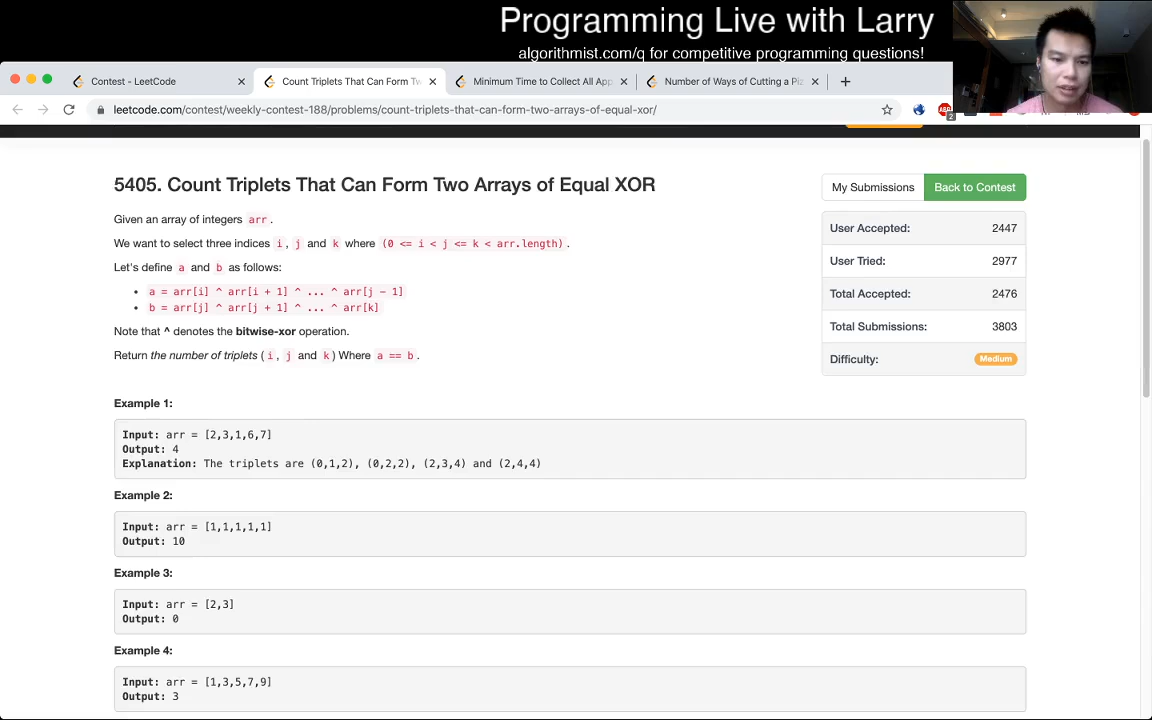 Programming Live with Larry
algorithmist.com/q for competitive programming questions!
Contest - LeetCode
Count Triplets That Can Form Tw
Minimum Time to Collect All App
Number of Ways of Cutting a Piz
leetcode.com/contest/weekly-contest-188/problems/count-triplets-that-can-form-two-arrays-of-equal-xor/
2
5405. Count Triplets That Can Form Two Arrays of Equal XOR
My Submissions
Back to Contest
Given an array of integers arr.
We want to select three indices i, j and k where (0 <= i < j <= k < arr.length).
Let's define a and b as follows:
• a = arr[i] ^ arr[i + 1] ^ ... ^ arr[j - 1]
• b = arr[j] ^ arr[j + 1] ^ ... ^ arr[k]
Note that ^ denotes the bitwise-xor operation.
Return the number of triplets (i, j and k) Where a == b.
User Accepted: 2447
User Tried: 2977
Total Accepted: 2476
Total Submissions: 3803
Difficulty: Medium
Example 1:
Input: arr = [2,3,1,6,7]
Output: 4
Explanation: The triplets are (0,1,2), (0,2,2), (2,3,4) and (2,4,4)
Example 2:
Input: arr = [1,1,1,1,1]
Output: 10
Example 3:
Input: arr = [2,3]
Output: 0
Example 4:
Input: arr = [1,3,5,7,9]
Output: 3